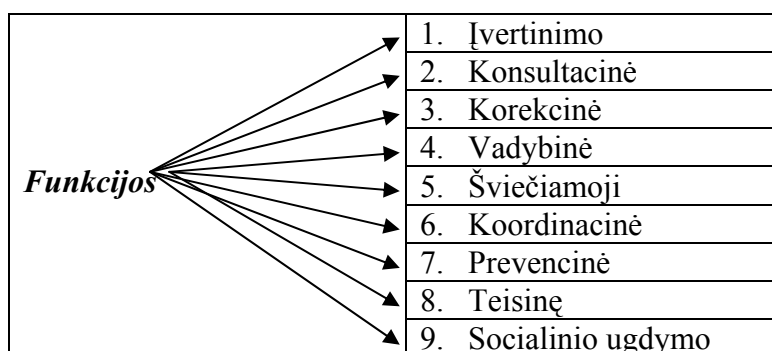 Funkcijos
1. Įvertinimo
2. Konsultacinė
3. Korekcinė
4. Vadybinė
5. Šviečiamoji
6. Koordinacinė
7. Prevencinė
8. Teisinę
9. Socialinio ugdymo